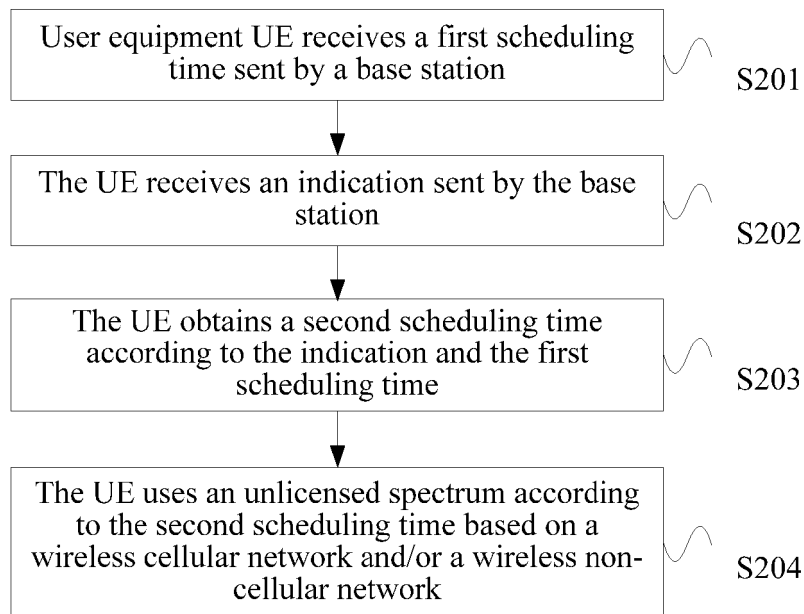 User equipment UE receives a first scheduling
time sent by a base station
S201
The UE receives an indication sent by the base
station
S202
The UE obtains a second scheduling time
according to the indication and the first
scheduling time
S203
The UE uses an unlicensed spectrum according
to the second scheduling time based on a
wireless cellular network and/or a wireless non-
cellular network
S204